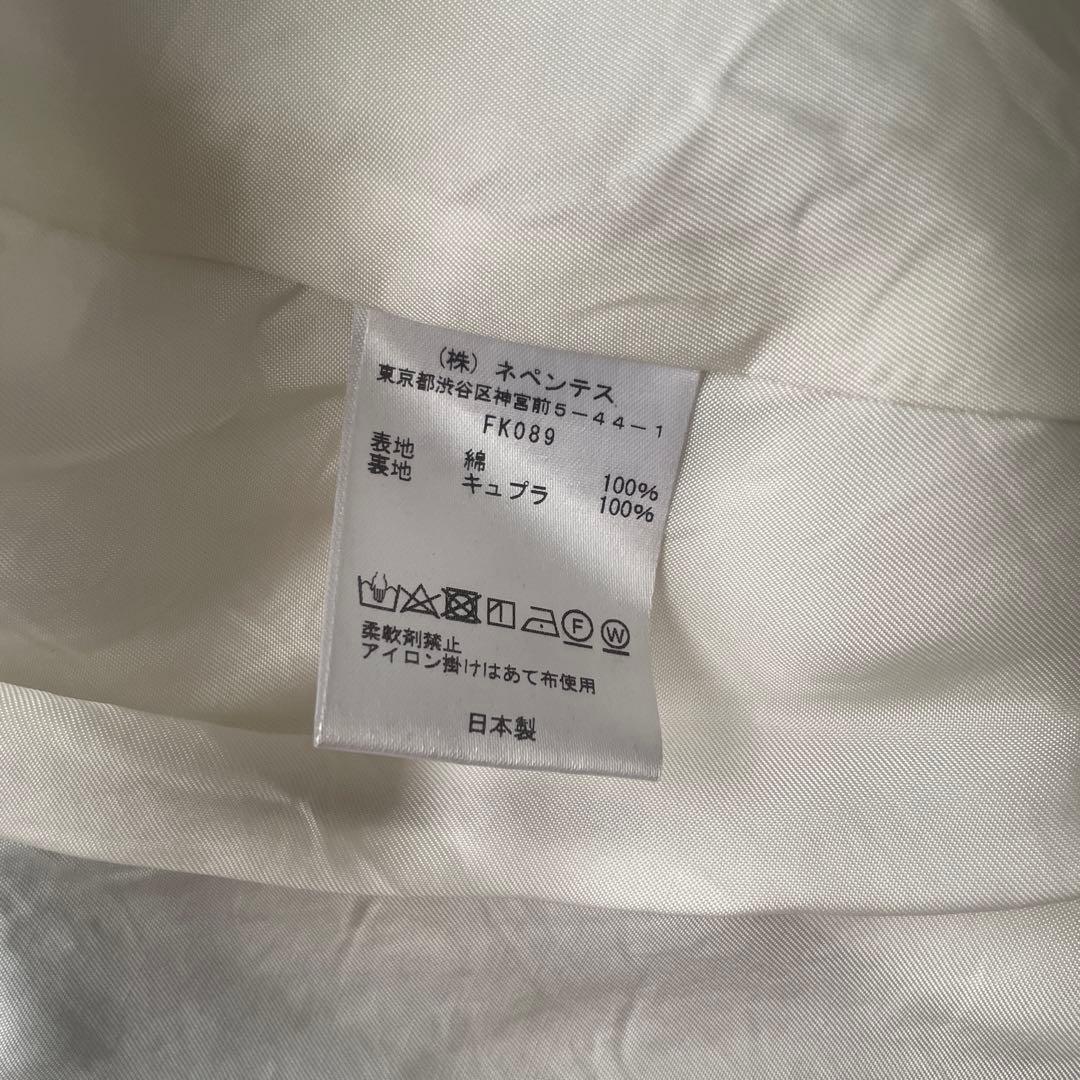 (株) ネペンテス
東京都渋谷区神宮前5-44-1
FK089
表地 綿 100%
裏地 キュプラ 100%
F W
柔軟剤禁止
アイロン掛けはあて布使用
日本製